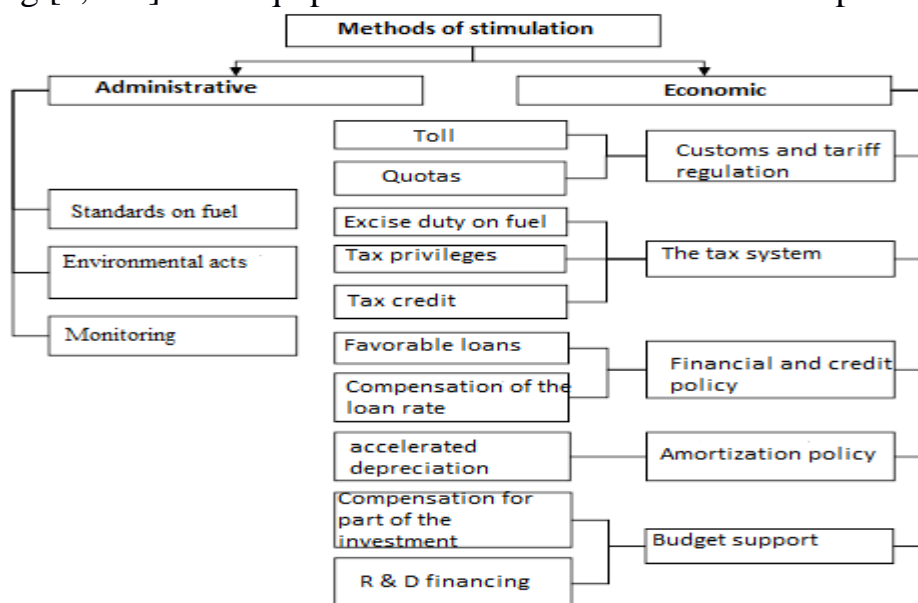 Methods of stimulation
Administrative
Economic
Toll
Customs and tariff
regulation
Quotas
Standards on fuel
Excise duty on fuel
Environmental acts
Tax privileges
The tax system
Tax credit
Monitoring
Favorable loans
Financial and credit
policy
Compensation of the
loan rate
accelerated
depreciation
Amortization policy
Compensation for
part of the
investment
Budget support
R & D financing